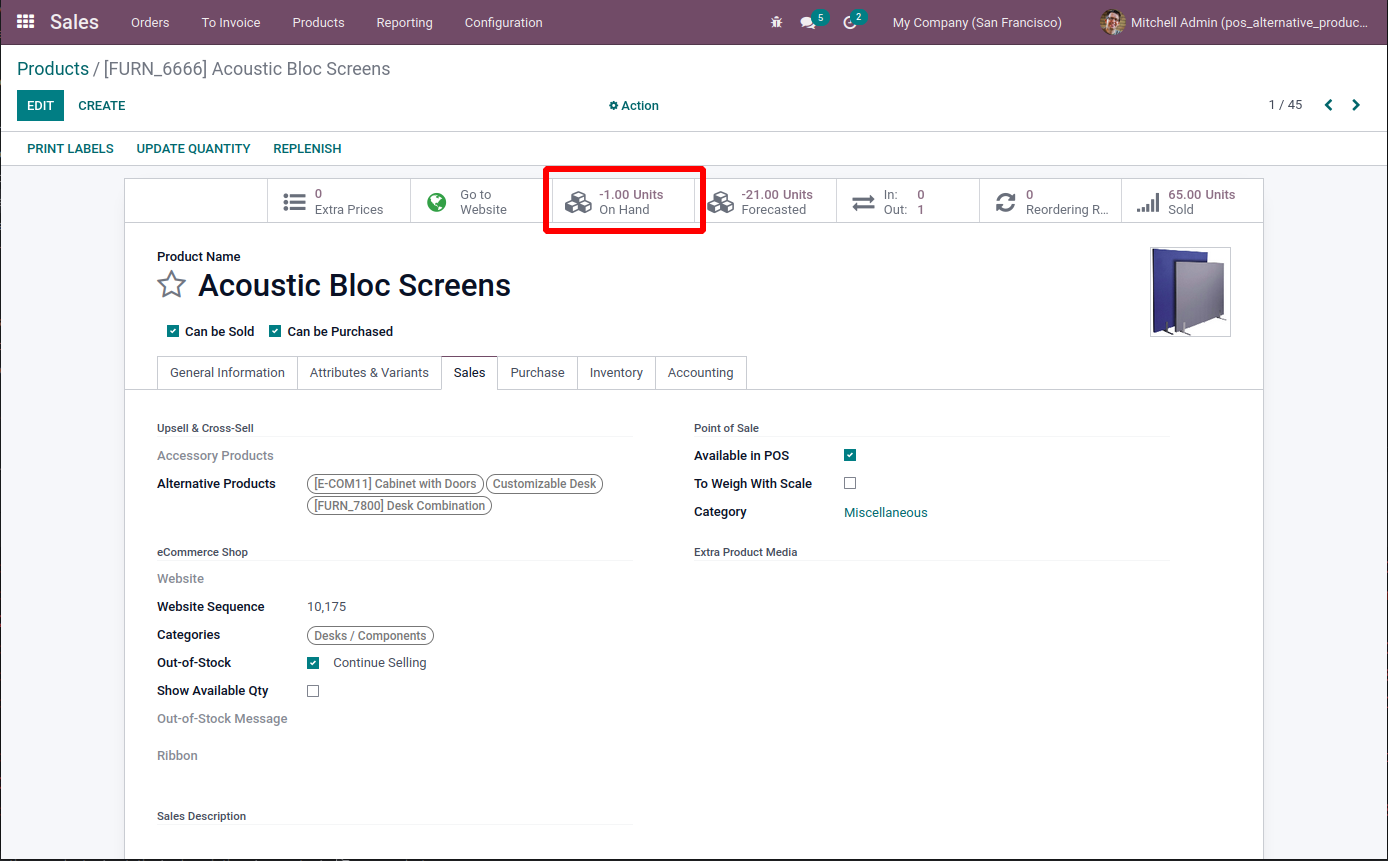 Sales Orders To Invoice Products Reporting Configuration 5 2 My Company (San Francisco) Mitchell Admin (pos_alternative_produc...
Products / [FURN_6666] Acoustic Bloc Screens
EDIT CREATE Action 1 / 45
PRINT LABELS UPDATE QUANTITY REPLENISH
0 Extra Prices
Go to Website
-1.00 Units On Hand
-21.00 Units Forecasted
In: 0 Out: 1
0 Reordering R...
65.00 Units Sold
Product Name
Acoustic Bloc Screens
Can be Sold Can be Purchased
General Information Attributes & Variants Sales Purchase Inventory Accounting
Upsell & Cross-Sell
Accessory Products
Alternative Products [E-COM11] Cabinet with Doors Customizable Desk
[FURN_7800] Desk Combination
Point of Sale
Available in POS
To Weigh With Scale
Category Miscellaneous
eCommerce Shop
Website
Website Sequence 10,175
Categories Desks / Components
Out-of-Stock Continue Selling
Show Available Qty
Out-of-Stock Message
Ribbon
Extra Product Media
Sales Description